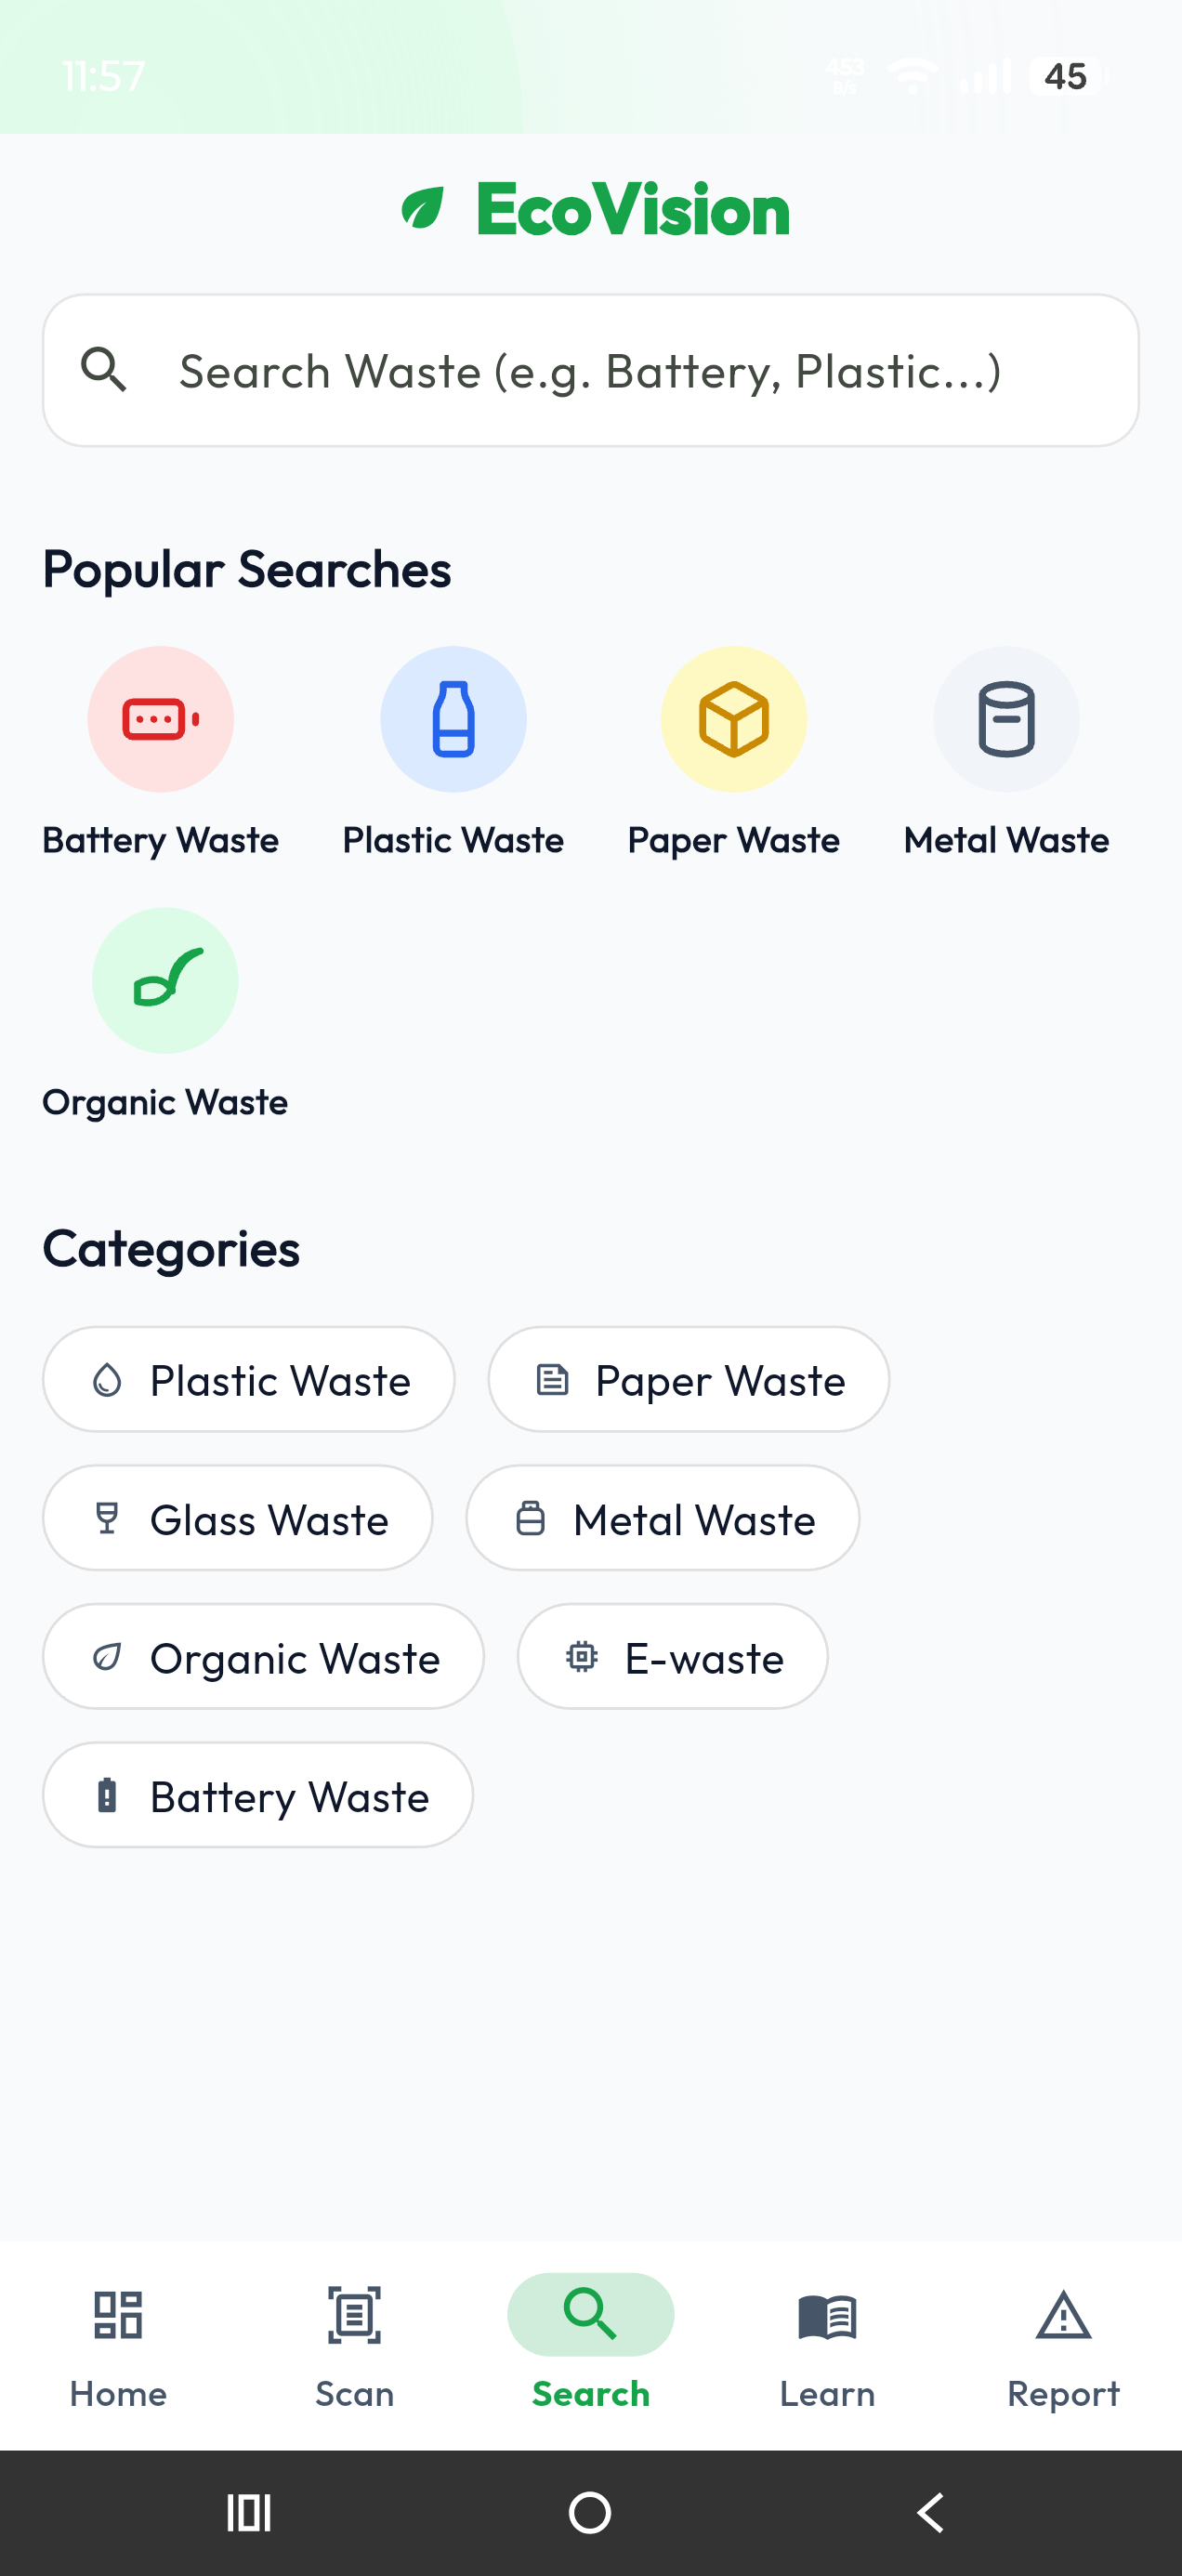 11:57
453
B/s
45
EcoVision
Search Waste (e.g. Battery, Plastic...)
Popular Searches
Battery Waste Plastic Waste Paper Waste Metal Waste
Organic Waste
Categories
Plastic Waste Paper Waste
Glass Waste Metal Waste
Organic Waste E-waste
Battery Waste
Home Scan Search Learn Report